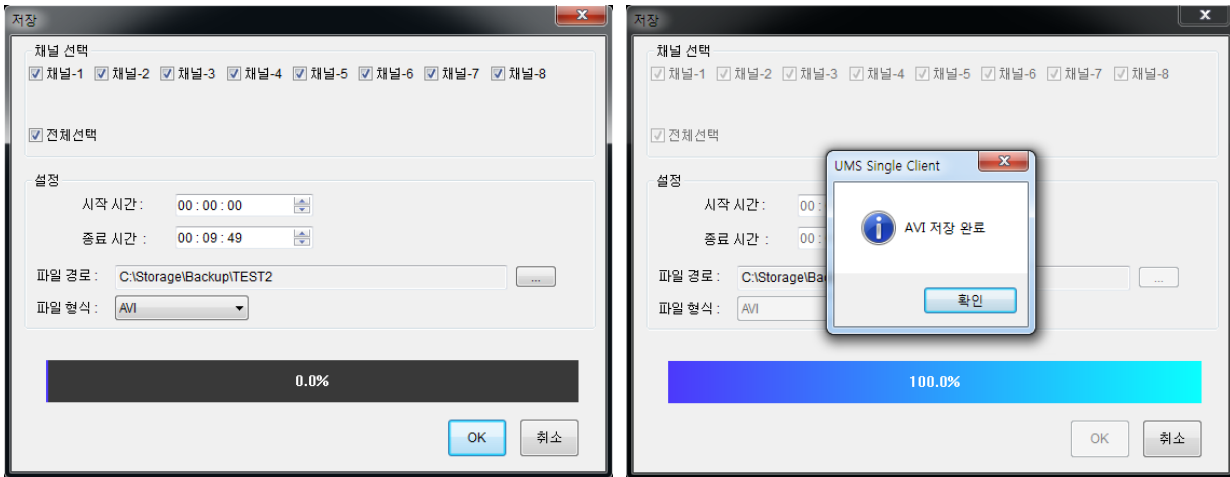 저장
채널 선택
채널-1 채널-2 채널-3 채널-4 채널-5 채널-6 채널-7 채널-8
전체선택
설정
시작 시간 : 00 : 00 : 00
종료 시간 : 00 : 09 : 49
파일 경로 : C:\Storage\Backup\TEST2 ...
파일 형식 : AVI
0.0%
OK 취소
저장
채널 선택
채널-1 채널-2 채널-3 채널-4 채널-5 채널-6 채널-7 채널-8
전체선택
설정
시작 시간 : 00 :
종료 시간 : 00 :
파일 경로 : C:\Storage\Ba ...
파일 형식 : AVI
UMS Single Client
AVI 저장 완료
확인
100.0%
OK 취소